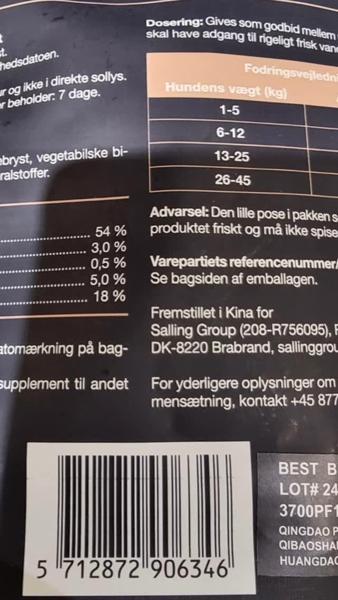 t
t.
hedsdatoen.
ur og ikke i direkte sollys.
r beholder: 7 dage.
ebryst, vegetabilske bi-
ralstoffer.
54 %
3,0 %
0,5 %
5,0 %
18 %
atomærkning på bag-
supplement til andet
Dosering: Gives som godbid mellem
skal have adgang til rigeligt frisk van
Fodringsvejledni
Hundens vægt (kg)
1-5
6-12
13-25
26-45
Advarsel: Den lille pose i pakken s
produktet friskt og må ikke spise
Varepartiets referencenummer/
Se bagsiden af emballagen.
Fremstillet i Kina for
Salling Group (208-R756095), R
DK-8220 Brabrand, sallinggrou
For yderligere oplysninger om
mensætning, kontakt +45 877
5 712872 906346
BEST B
LOT# 24
3700PF1
QINGDAO P
QIBAOSHA
HUANGDAO